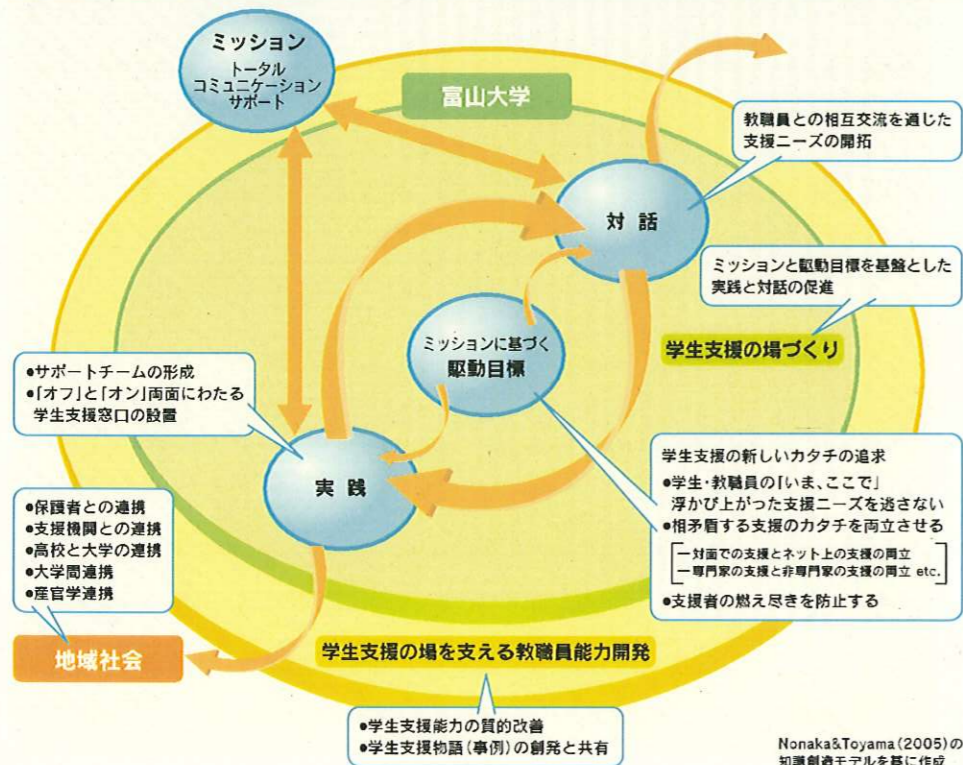 ミッション
トータル
コミュニケーション
サポート
富山大学
教職員との相互交流を通じた
支援ニーズの開拓
対 話
ミッションと駆動目標を基盤とした
実践と対話の促進
ミッションに基づく
駆動目標
学生支援の場づくり
●サポートチームの形成
●「オフ」と「オン」両面にわたる
学生支援窓口の設置
実 践
学生支援の新しいカタチの追求
●学生・教職員の「いま、ここで」
浮かび上がった支援ニーズを逃さない
●相矛盾する支援のカタチを両立させる
ー対面での支援とネット上の支援の両立
ー専門家の支援と非専門家の支援の両立 etc.
●支援者の燃え尽きを防止する
●保護者との連携
●支援機関との連携
●高校と大学の連携
●大学間連携
●産官学連携
地域社会
学生支援の場を支える教職員能力開発
●学生支援能力の質的改善
●学生支援物語(事例)の創発と共有
Nonaka&Toyama(2005)の
知識創造モデルを基に作成